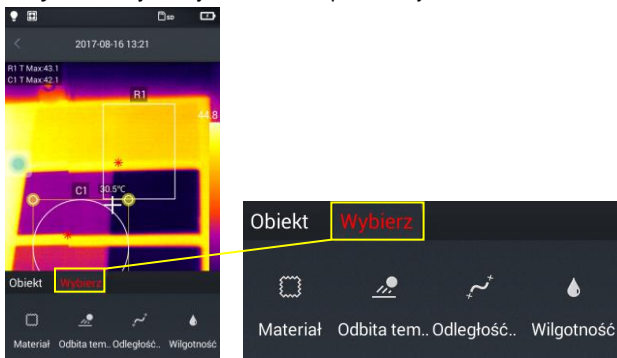 SD
2017-08-16 13:21
R1 T Max:43.1
C1 T Max:42.1
R1
44.8
C1 30.5°C
Obiekt Wybierz
Materiał Odbita tem.. Odległość.. Wilgotność
Obiekt Wybierz
Materiał Odbita tem.. Odległość.. Wilgotność